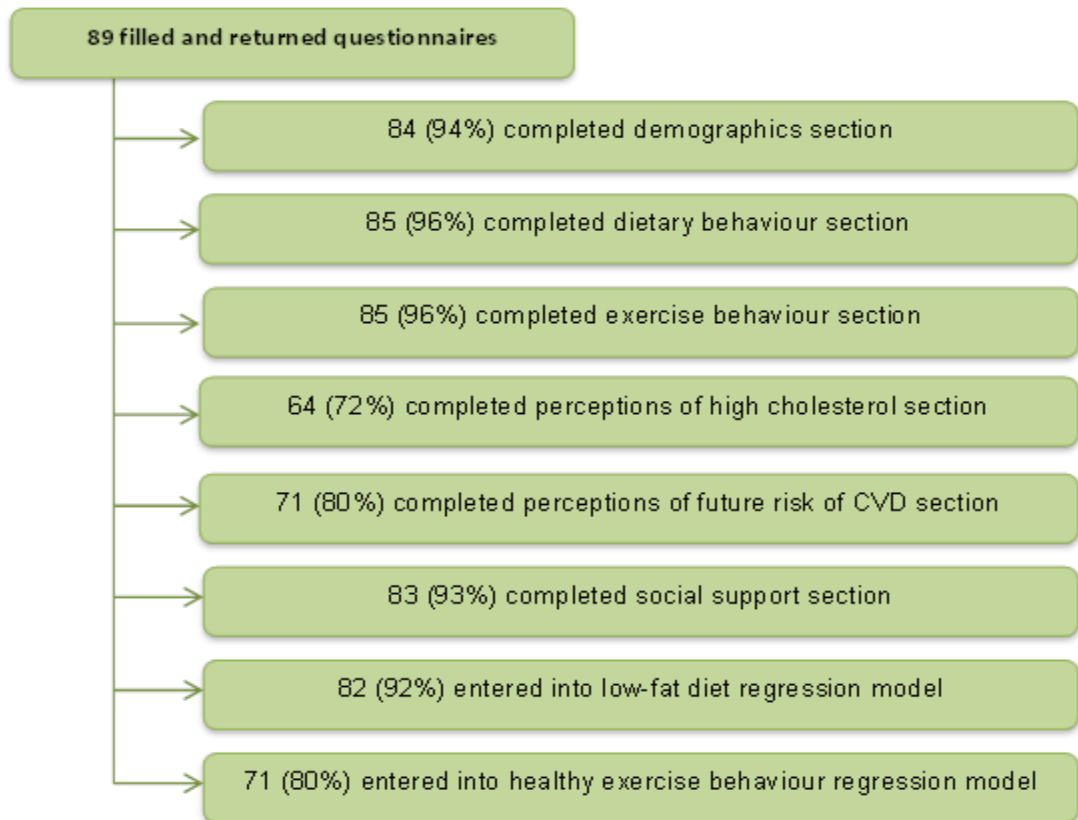 89 filled and returned questionnaires
84 (94%) completed demographics section
85 (96%) completed dietary behaviour section
85 (96%) completed exercise behaviour section
64 (72%) completed perceptions of high cholesterol section
71 (80%) completed perceptions of future risk of CVD section
83 (93%) completed social support section
82 (92%) entered into low-fat diet regression model
71 (80%) entered into healthy exercise behaviour regression model